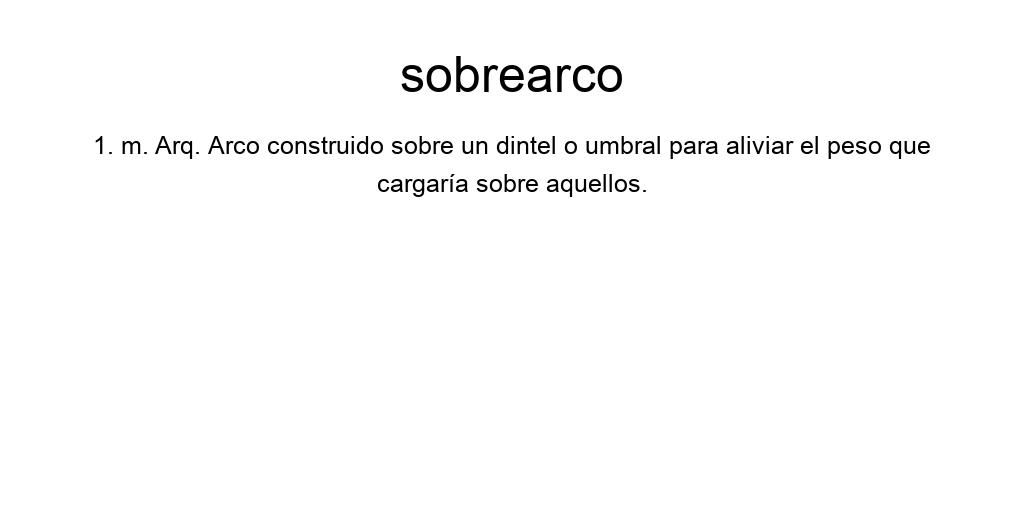 sobrearco
1. m. Arq. Arco construido sobre un dintel o umbral para aliviar el peso que
cargaría sobre aquellos.